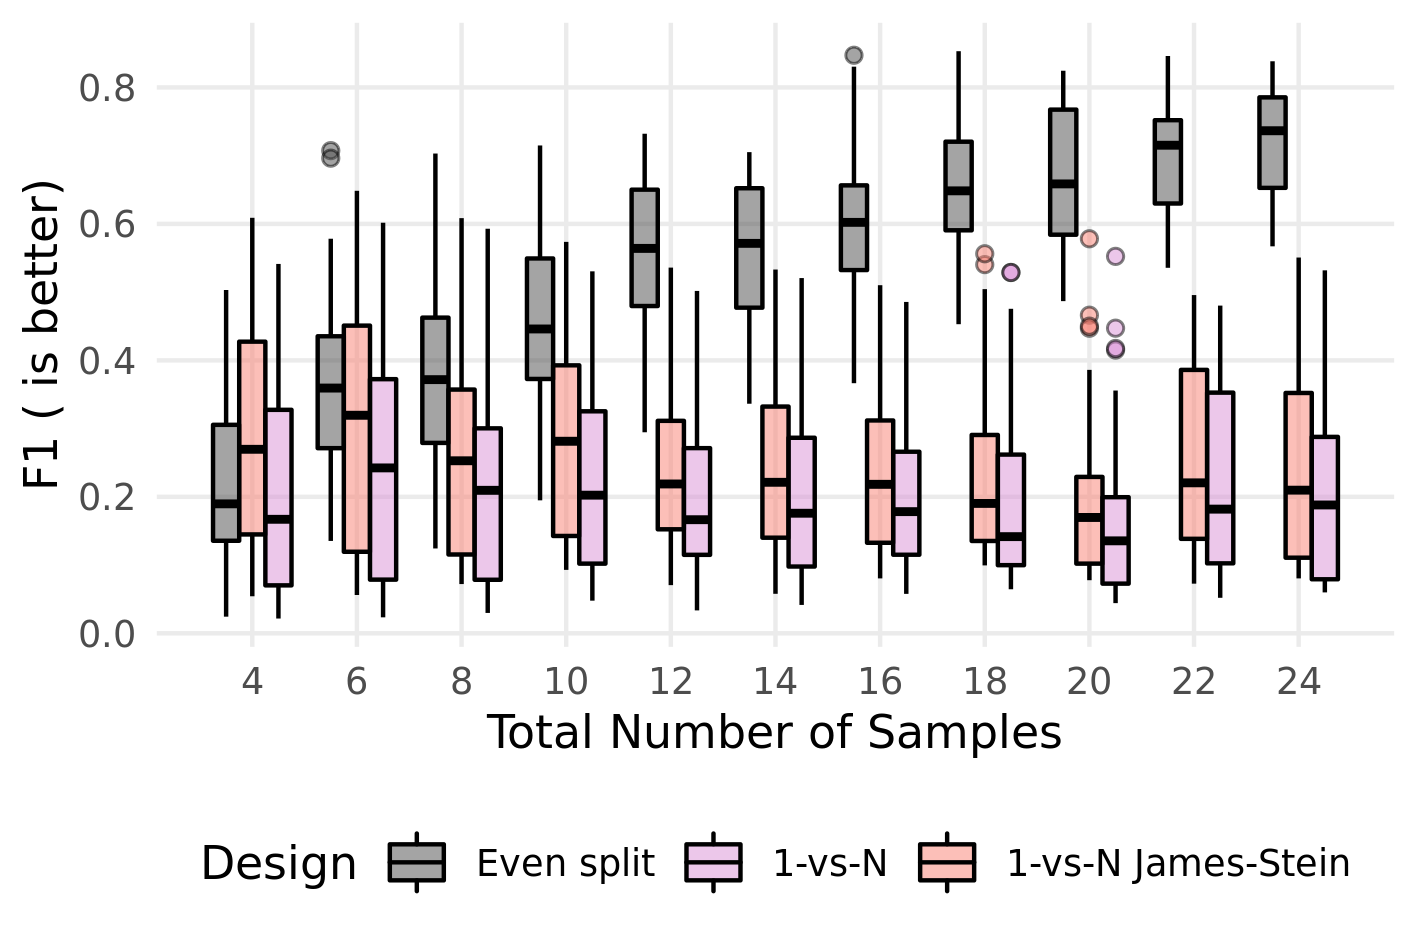 F1 ( is better)
0.8
0.6
0.4
0.2
0.0
4 6 8 10 12 14 16 18 20 22 24
Total Number of Samples
Design Even split 1-vs-N 1-vs-N James-Stein